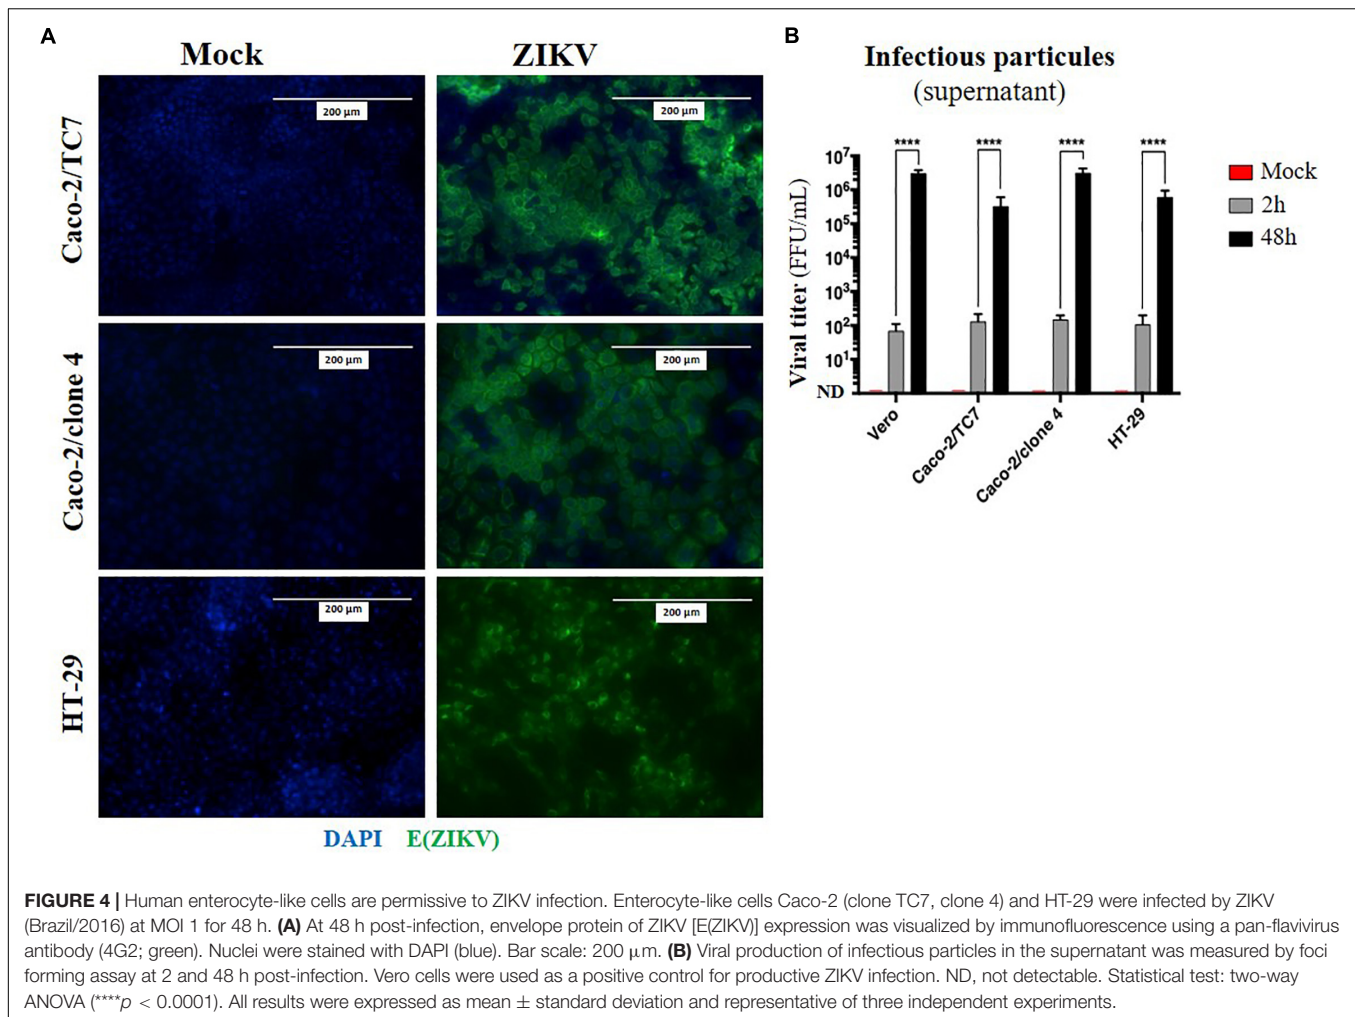 A
Mock
ZIKV
Caco-2/TC7
200 µm
200 µm
Caco-2/clone 4
200 µm
200 µm
HT-29
200 µm
200 µm
DAPI E(ZIKV)
B
Infectious particules
(supernatant)
Viral titer (FFU/mL)
10⁷
10⁶
10⁵
10⁴
10³
10²
10¹
ND
****
****
****
****
Vero
Caco-2/TC7
Caco-2/clone 4
HT-29
Mock
2h
48h
FIGURE 4 | Human enterocyte-like cells are permissive to ZIKV infection. Enterocyte-like cells Caco-2 (clone TC7, clone 4) and HT-29 were infected by ZIKV
(Brazil/2016) at MOI 1 for 48 h. (A) At 48 h post-infection, envelope protein of ZIKV [E(ZIKV)] expression was visualized by immunofluorescence using a pan-flavivirus
antibody (4G2; green). Nuclei were stained with DAPI (blue). Bar scale: 200 µm. (B) Viral production of infectious particles in the supernatant was measured by foci
forming assay at 2 and 48 h post-infection. Vero cells were used as a positive control for productive ZIKV infection. ND, not detectable. Statistical test: two-way
ANOVA (****p < 0.0001). All results were expressed as mean ± standard deviation and representative of three independent experiments.